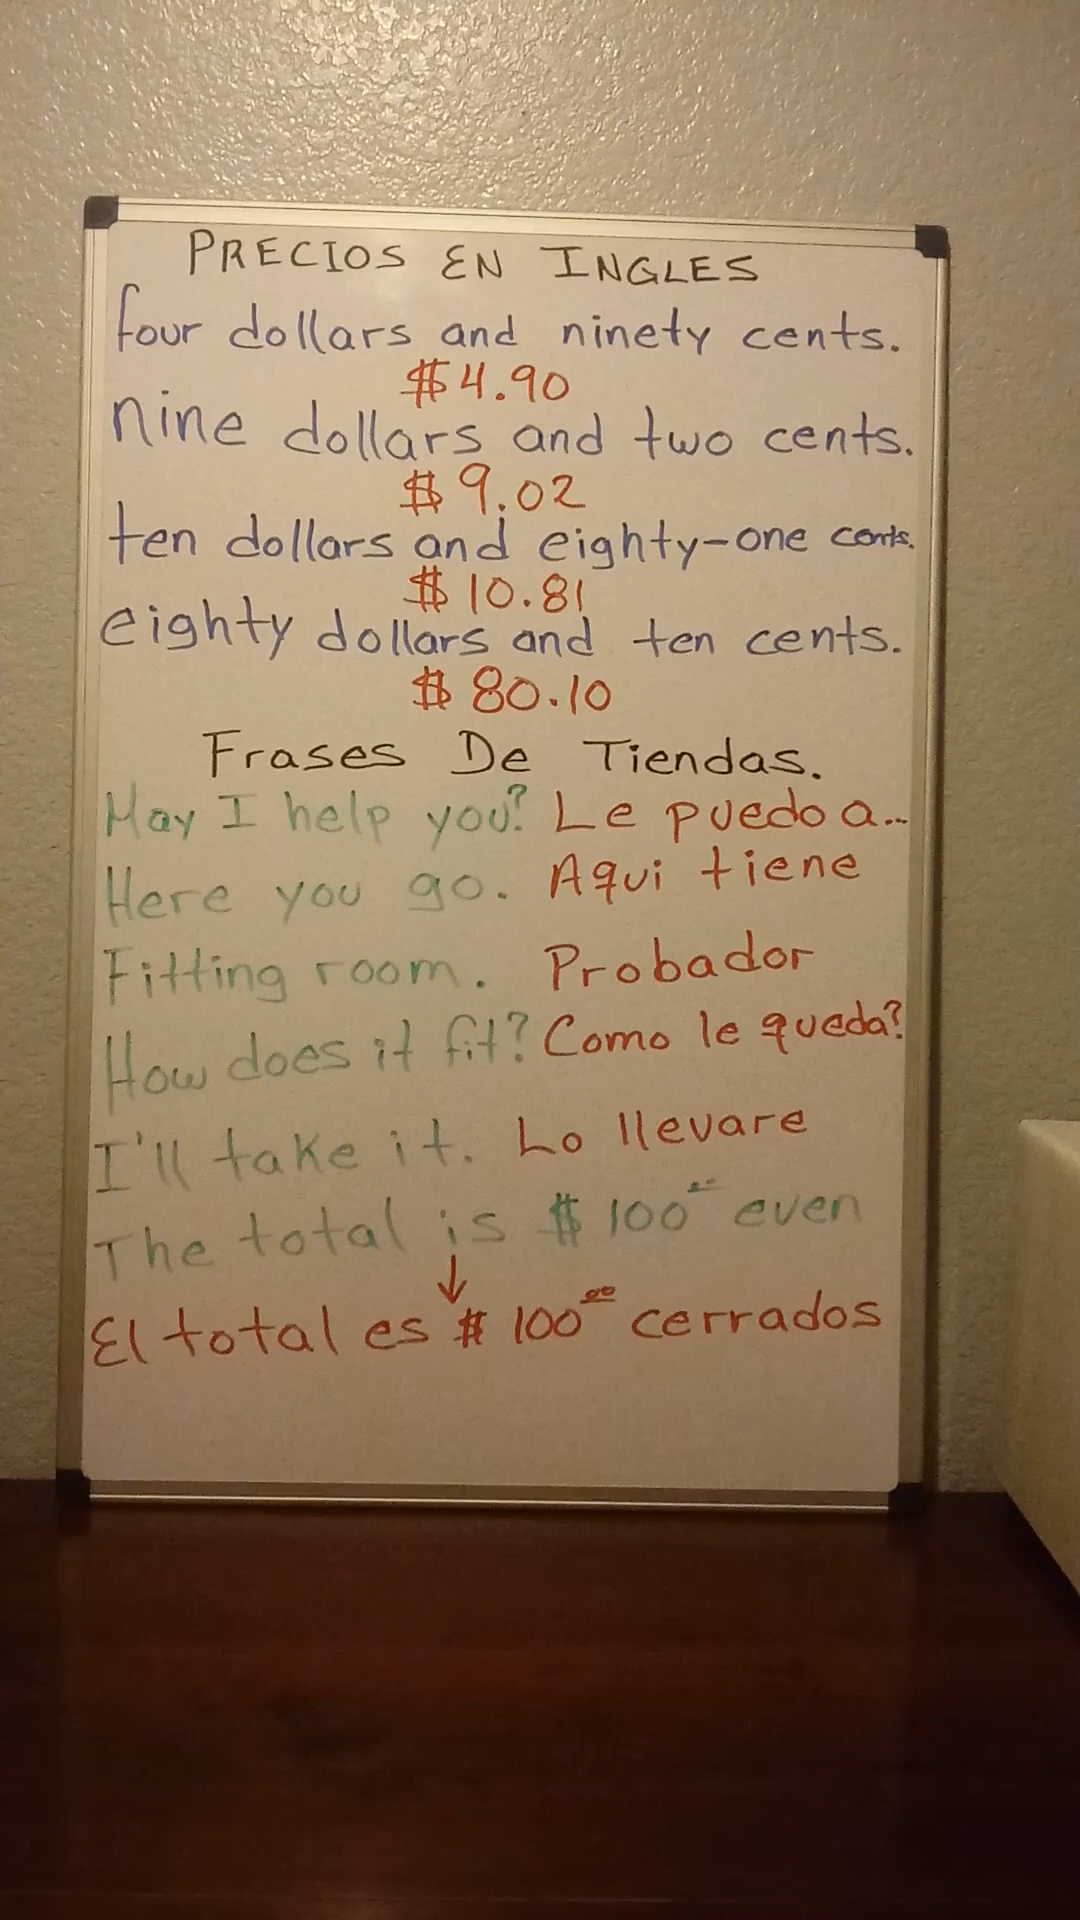 PRECIOS EN INGLES
four dollars and ninety cents.
$4.90
nine dollars and two cents.
$9.02
ten dollars and eighty-one cents.
$10.81
eighty dollars and ten cents.
$80.10
Frases De Tiendas.
May I help you? Le puedo a...
Here you go. Aqui tiene
Fitting room. Probador
How does it fit? Como le queda?
I'll take it. Lo llevare
The total is $100 00 even
↓
El total es $100 00 cerrados